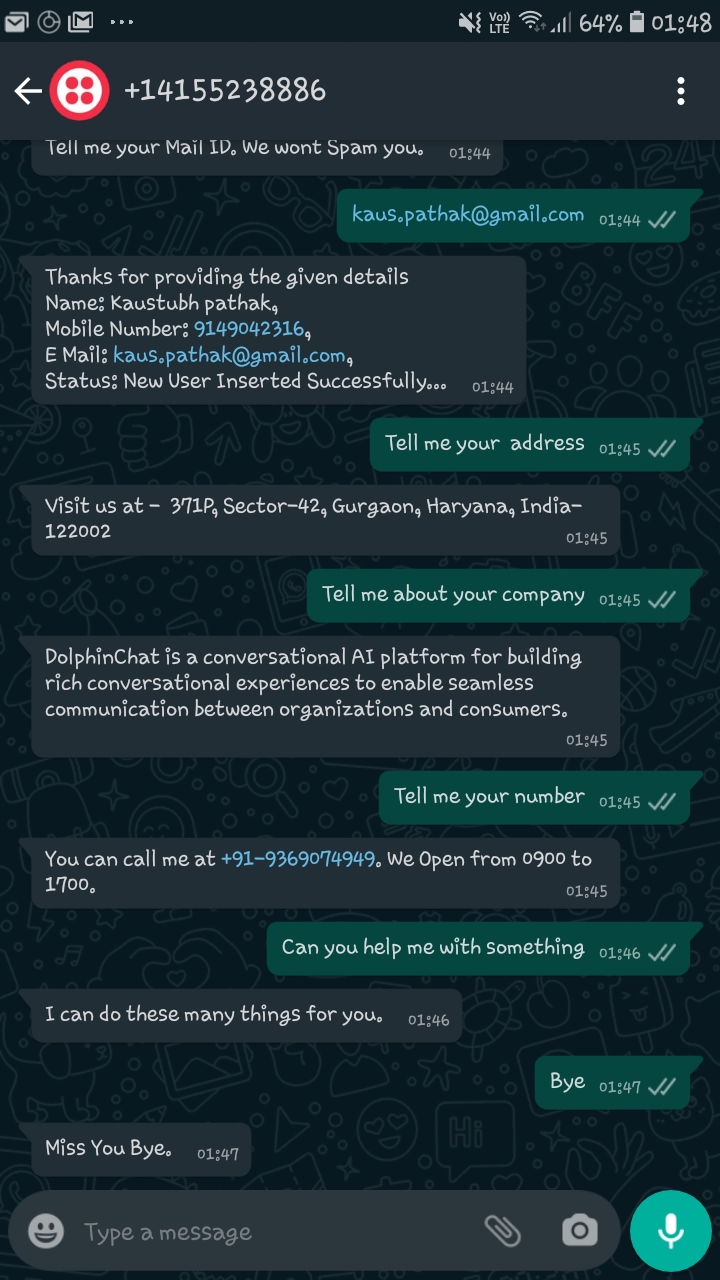 64% 01:48
+14155238886
Tell me your Mail ID. We wont Spam you. 01:44
kaus.pathak@gmail.com 01:44
Thanks for providing the given details
Name: Kaustubh pathak,
Mobile Number: 9149042316,
E Mail: kaus.pathak@gmail.com,
Status: New User Inserted Successfully... 01:44
Tell me your address 01:45
Visit us at - 371P, Sector-42, Gurgaon, Haryana, India-
122002 01:45
Tell me about your company 01:45
DolphinChat is a conversational AI platform for building
rich conversational experiences to enable seamless
communication between organizations and consumers.
01:45
Tell me your number 01:45
You can call me at +91-9369074949. We Open from 0900 to
1700. 01:45
Can you help me with something 01:46
I can do these many things for you. 01:46
Bye 01:47
Miss You Bye. 01:47
Type a message